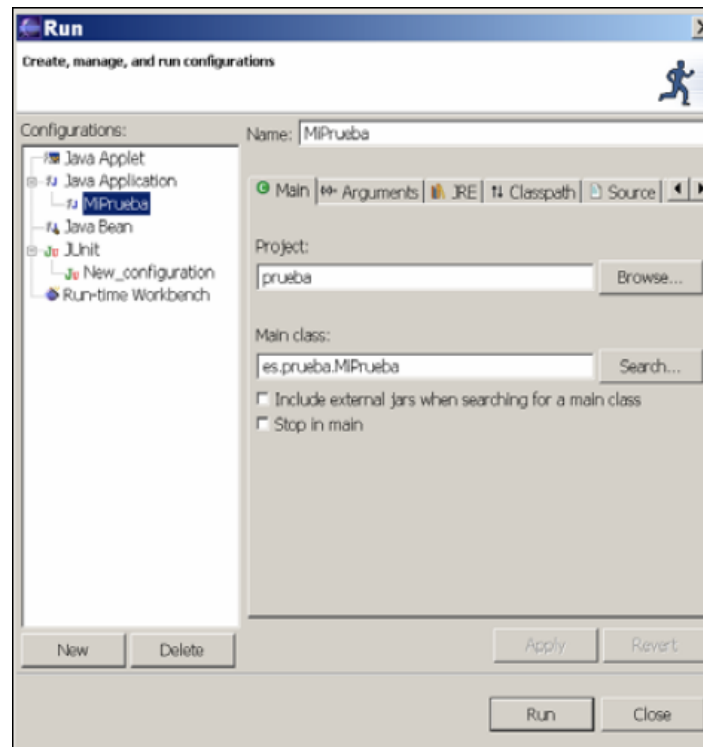 Run
Create, manage, and run configurations
Configurations:
Name: MiPrueba
Java Applet
Java Application
MiPrueba
Java Bean
JUnit
New_configuration
Run-time Workbench
Main Arguments JRE Classpath Source
Project:
prueba Browse...
Main class:
es.prueba.MiPrueba Search...
Include external jars when searching for a main class
Stop in main
New Delete Apply Revert
Run Close